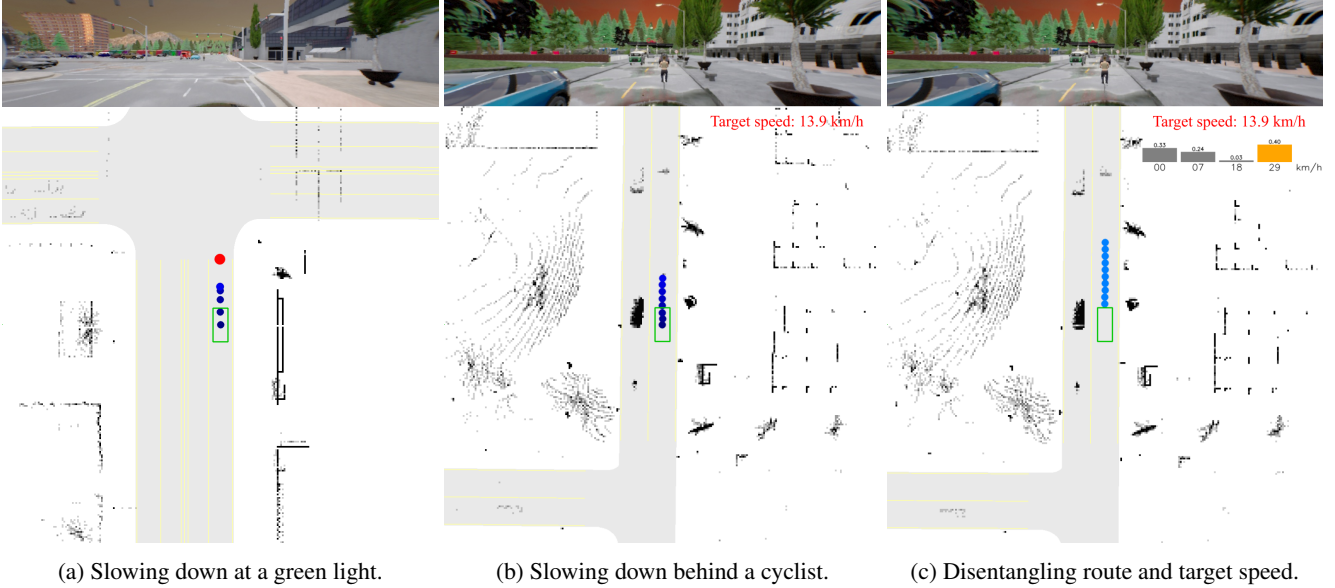 Target speed: 13.9 km/h
Target speed: 13.9 km/h
0.33 0.24 0.03 0.40
00 07 18 29 km/h
(a) Slowing down at a green light.
(b) Slowing down behind a cyclist.
(c) Disentangling route and target speed.